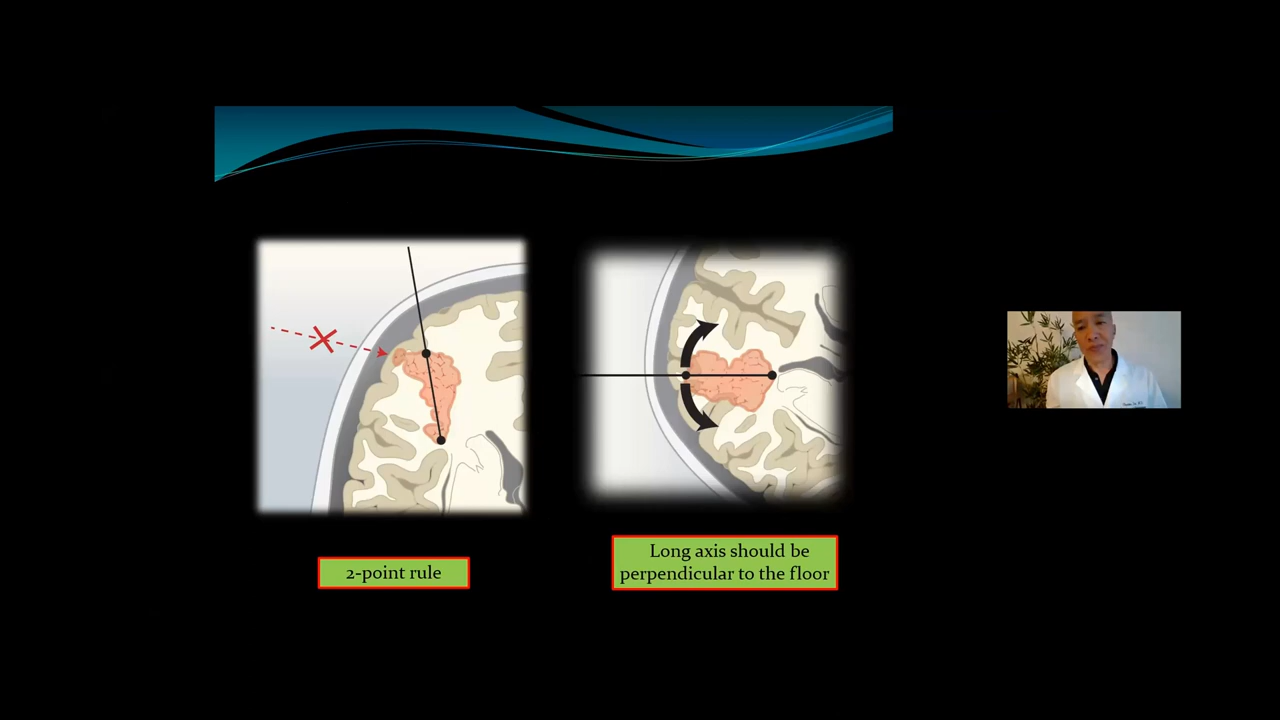 2-point rule
Long axis should be
perpendicular to the floor